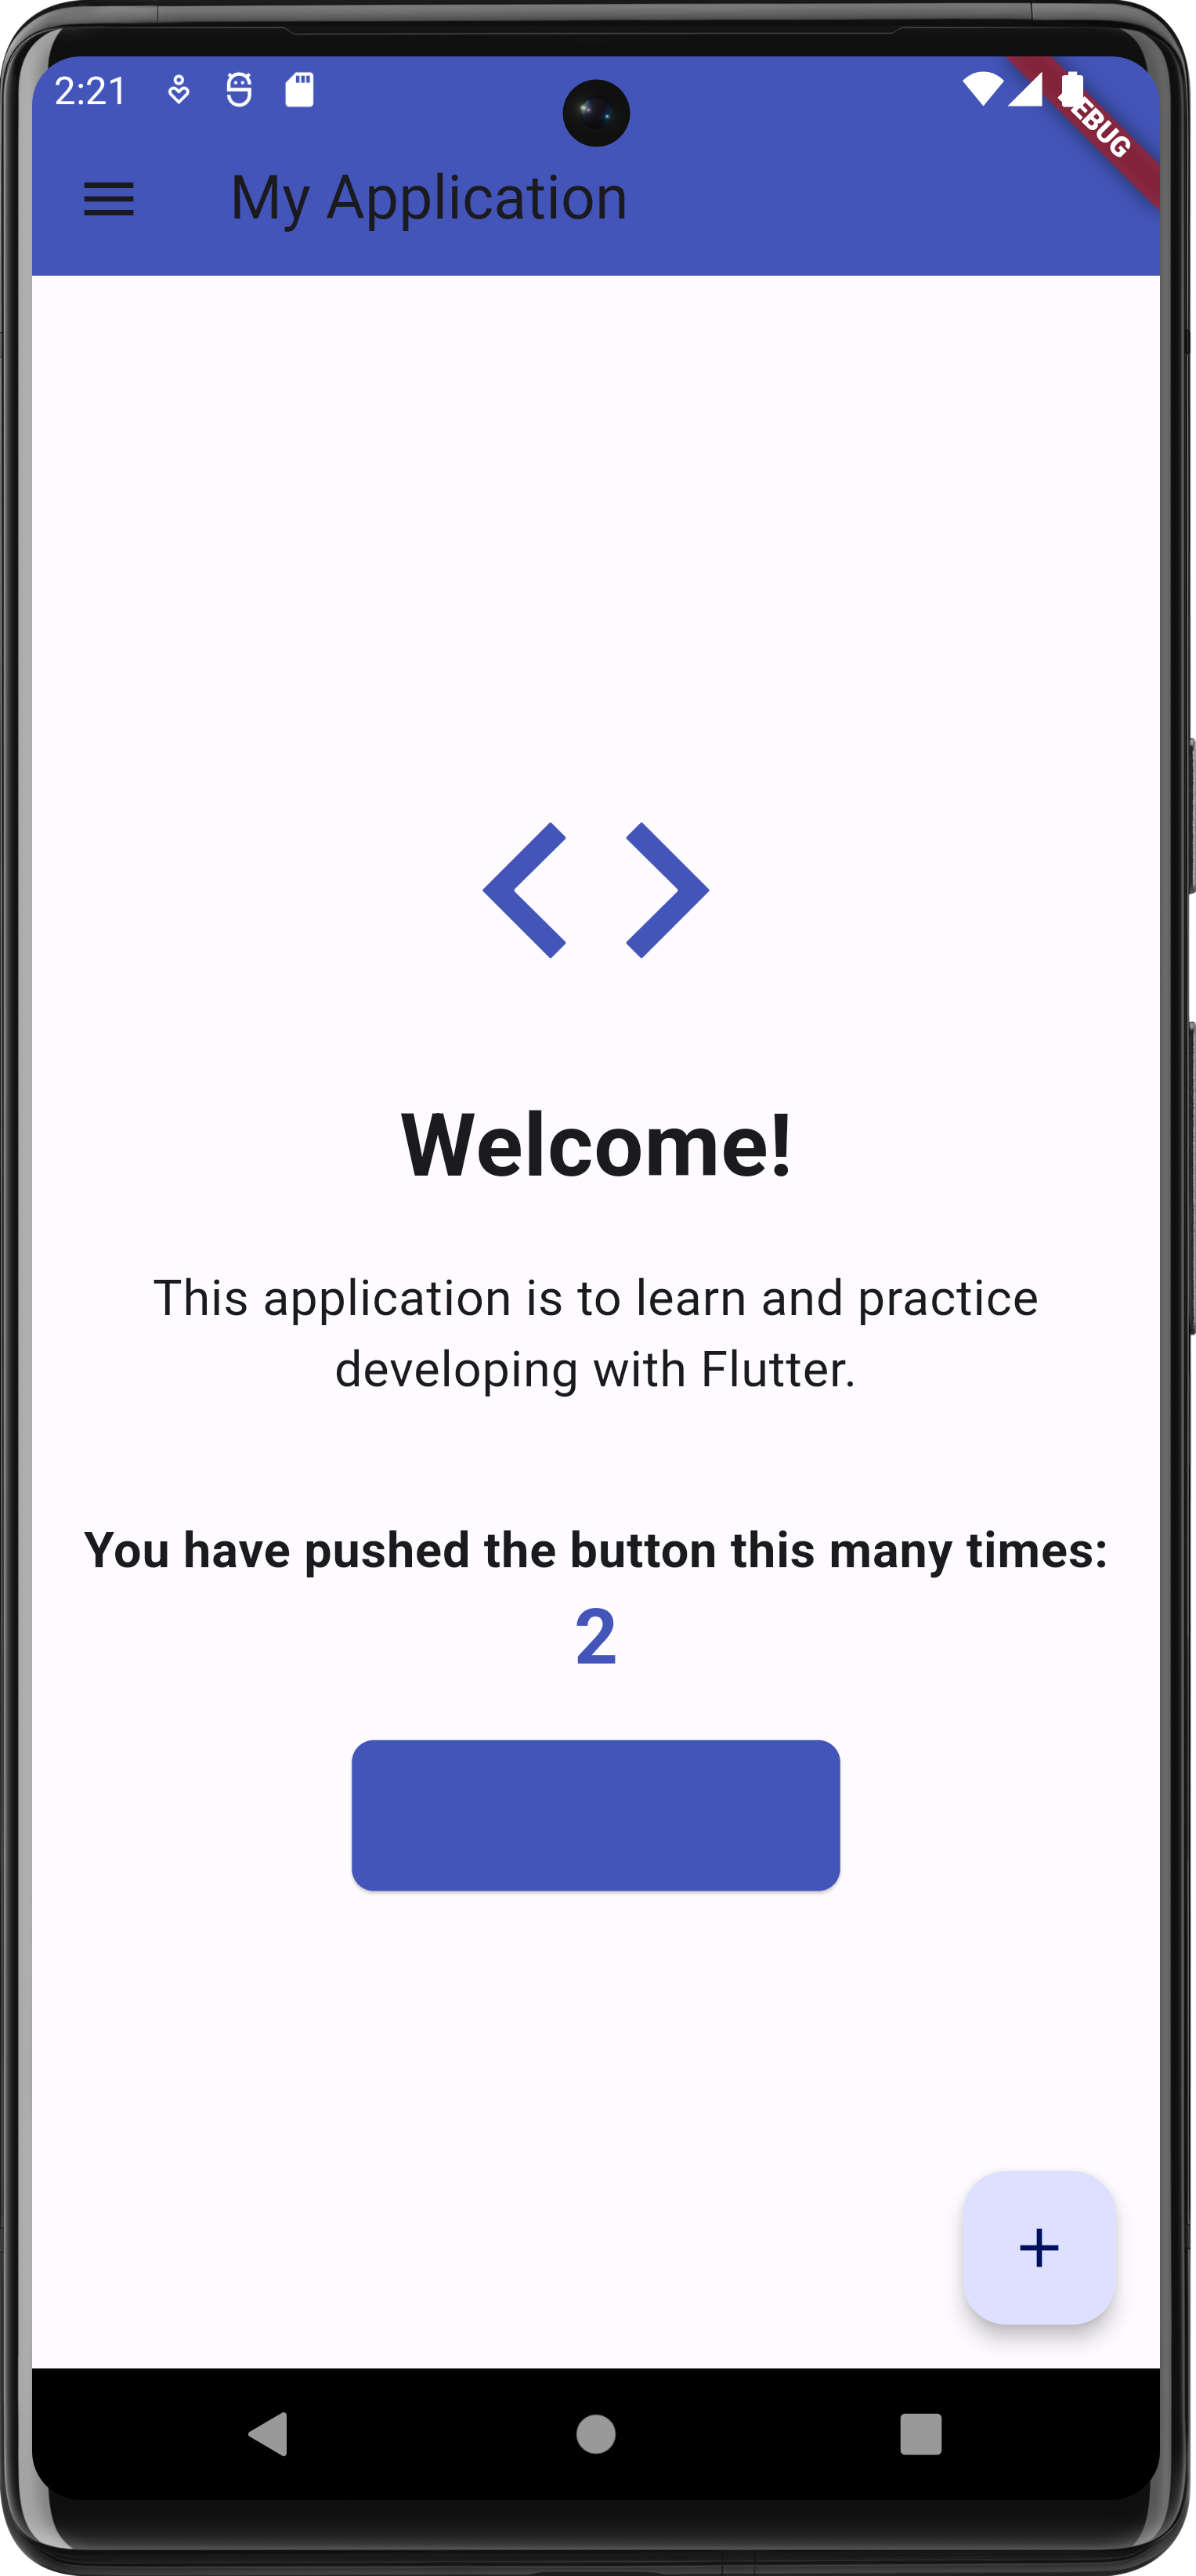 2:21
EBUG
My Application
Welcome!
This application is to learn and practice
developing with Flutter.
You have pushed the button this many times:
2